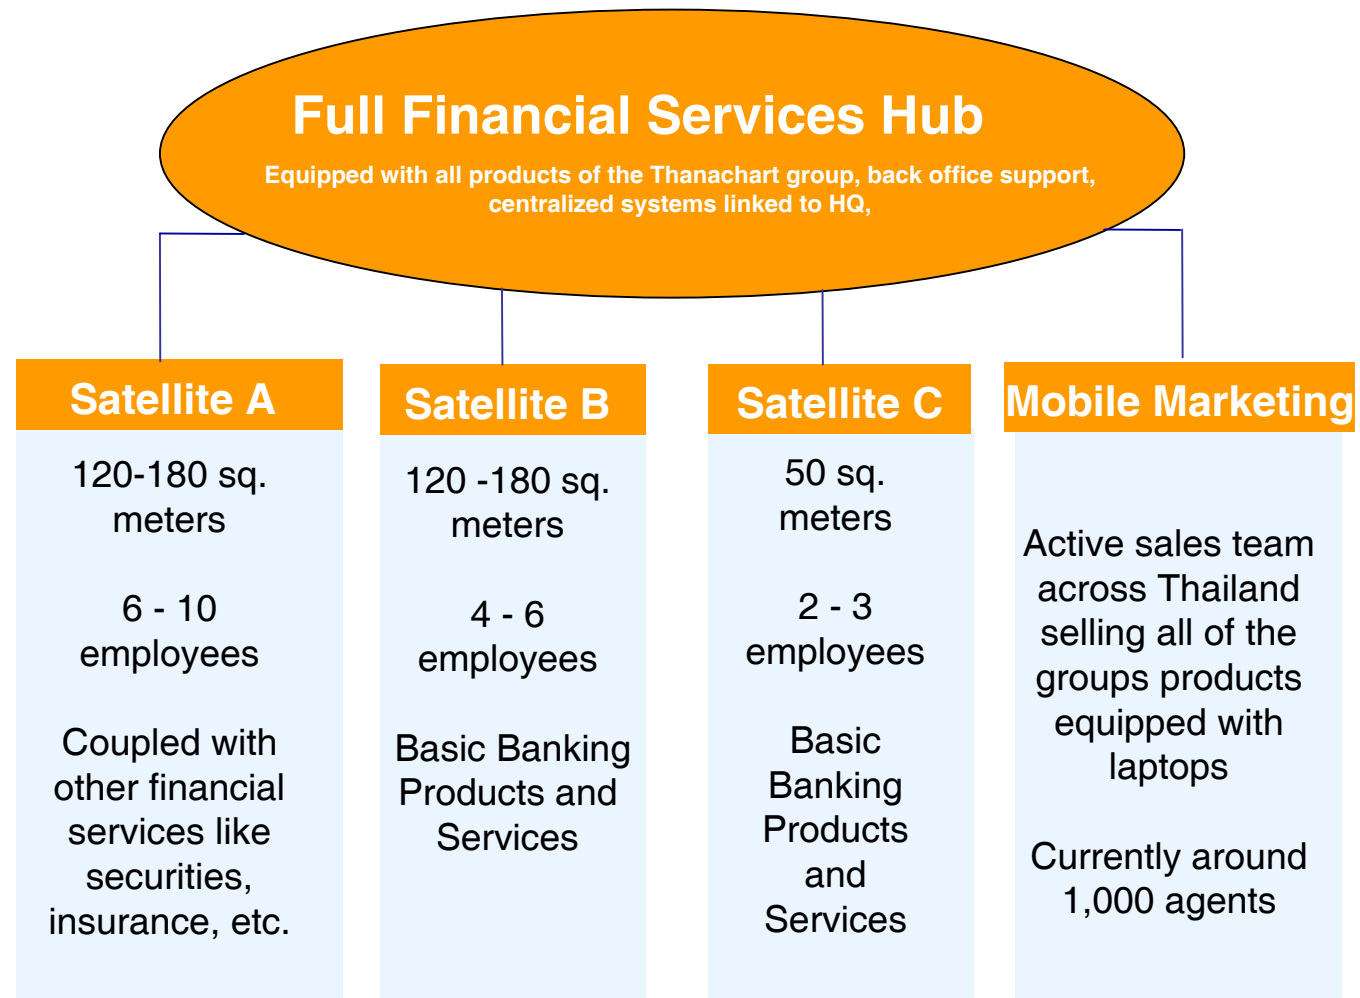 Full Financial Services Hub
Equipped with all products of the Thanachart group, back office support,
centralized systems linked to HQ,
Satellite A
120-180 sq.
meters
6 - 10
employees
Coupled with
other financial
services like
securities,
insurance, etc.
Satellite B
120 -180 sq.
meters
4 - 6
employees
Basic Banking
Products and
Services
Satellite C
50 sq.
meters
2 - 3
employees
Basic
Banking
Products
and
Services
Mobile Marketing
Active sales team
across Thailand
selling all of the
groups products
equipped with
laptops
Currently around
1,000 agents